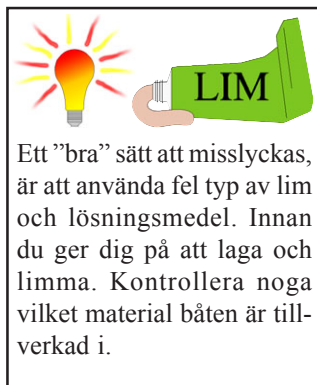 LIM
Ett ”bra” sätt att misslyckas,
är att använda fel typ av lim
och lösningsmedel. Innan
du ger dig på att laga och
limma. Kontrollera noga
vilket material båten är till-
verkad i.